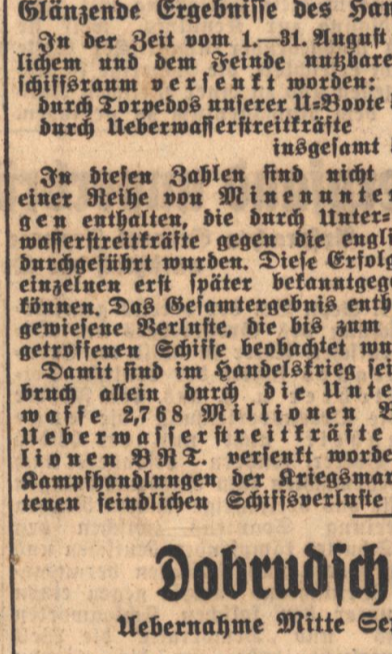 Glänzende Ergebnisse des Han
In der Zeit vom 1.—31. August
lichem und dem Feinde nutzbare
schiffsraum versenkt worden:
durch Torpedos unserer U=Boote
durch Ueberwasserstreitkräfte
insgesamt
In diesen Zahlen sind nicht
einer Reihe von Minenunter
gen enthalten, die durch Unter=
wasserstreitkräfte gegen die engli
durchgeführt wurden. Diese Erfolg
einzelnen erst später bekanntgege
können. Das Gesamtergebnis enth
gewiesene Verluste, die bis zum
getroffenen Schiffe beobachtet wu
Damit sind im Handelskrieg sei
bruch allein durch die Unte
waffe 2,768 Millionen B
Ueberwasserstreitkräfte
lionen BRT. versenkt worde
Kampfhandlungen der Kriegsmar
tenen feindlichen Schiffsverluste
Dobrudsch
Uebernahme Mitte Se